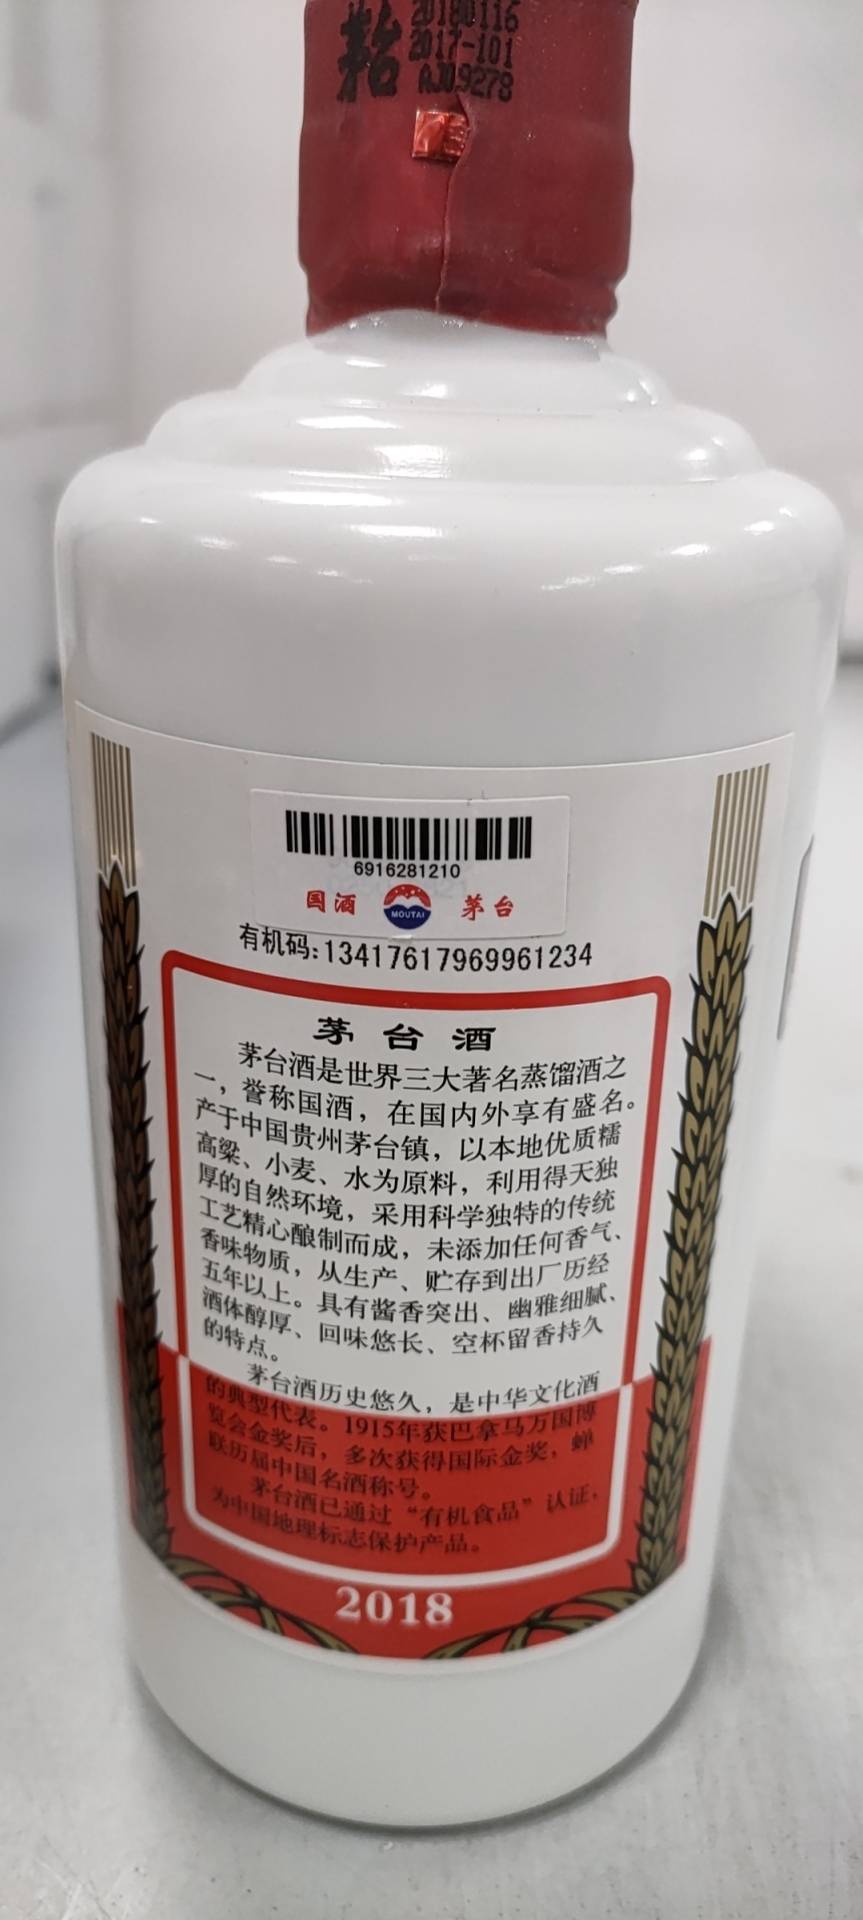 20180116
2017-101
茅台
6916281210
国酒 MOUTAI 茅台
有机码:13417617969961234
茅台酒
茅台酒是世界三大著名蒸馏酒之
一，誉称国酒，在国内外享有盛名。
产于中国贵州茅台镇，以本地优质糯
高粱、小麦、水为原料，利用得天独
厚的自然环境，采用科学独特的传统
工艺精心酿制而成，未添加任何香气、
香味物质，从生产、贮存到出厂历经
五年以上。具有酱香突出、幽雅细腻、
酒体醇厚、回味悠长、空杯留香持久
的特点。
茅台酒历史悠久，是中华文化酒
的典型代表。1915年获巴拿马万国博
览会金奖后，多次获得国际金奖，蝉
联历届中国名酒称号。
茅台酒已通过“有机食品”认证，
为中国地理标志保护产品。
2018